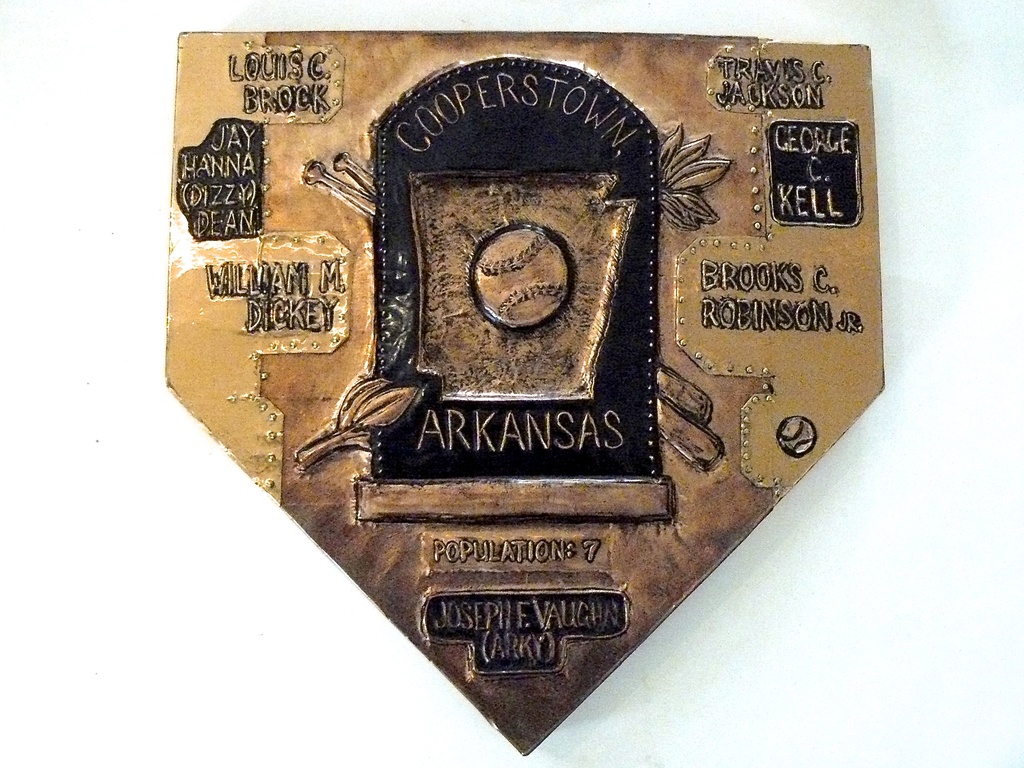 LOUIS C.
BROCK
JAY
HANNA
(DIZZY)
DEAN
WILLIAM M.
DICKEY
COOPERSTOWN,
ARKANSAS
TRAVIS C.
JACKSON
GEORGE
C.
KELL
BROOKS C.
ROBINSON JR.
POPULATION: 7
JOSEPH F. VAUGHN
(ARKY)